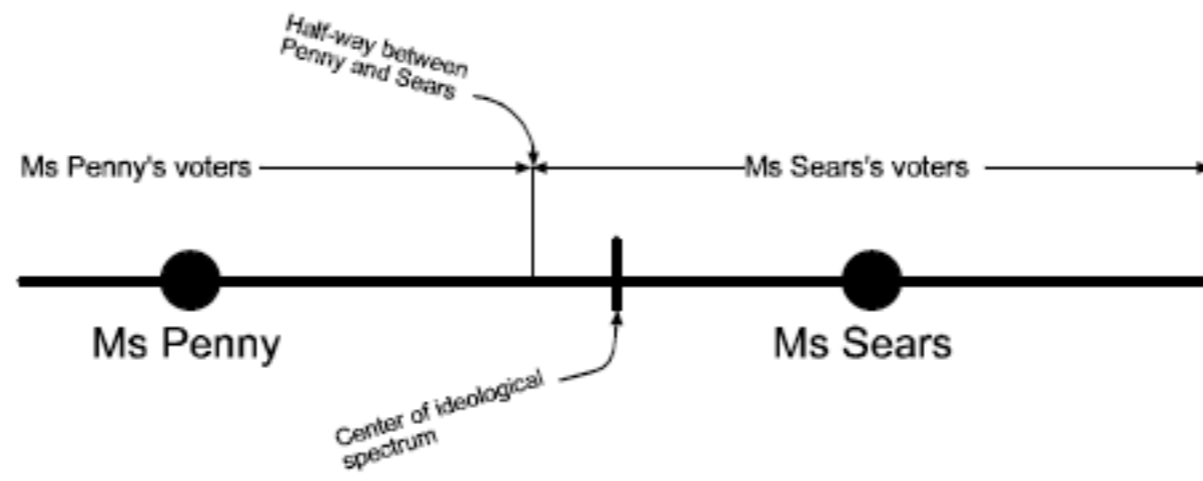 Half-way between
Penny and Sears
Ms Penny's voters
Ms Sears's voters
Ms Penny
Ms Sears
Center of ideological
spectrum